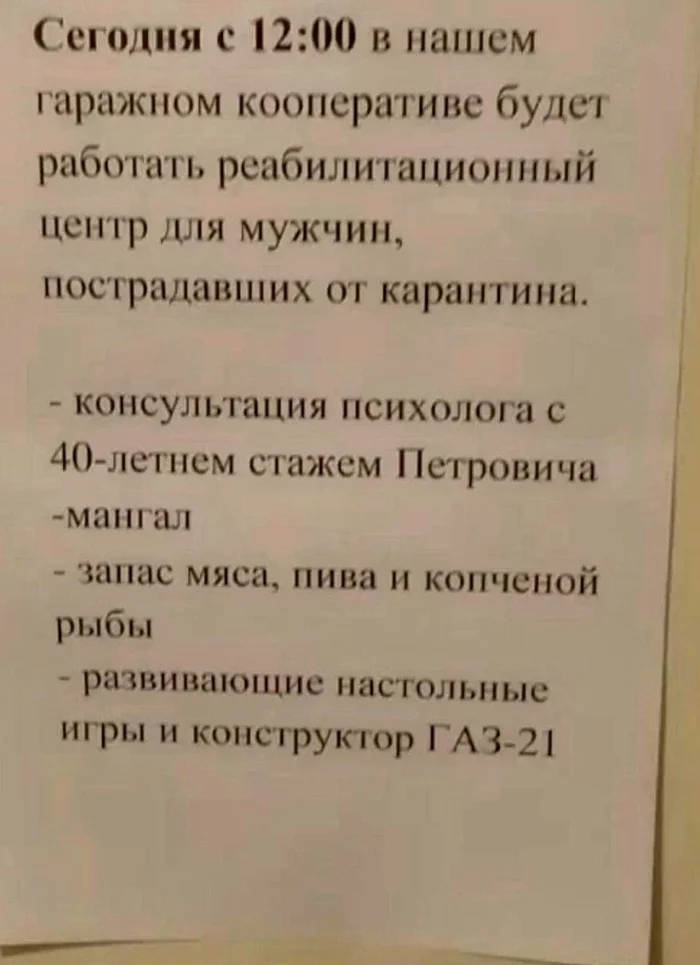 Сегодня с 12:00 в нашем
гаражном кооперативе будет
работать реабилитационный
центр для мужчин,
пострадавших от карантина.
- консультация психолога с
40-летнем стажем Петровича
-мангал
- запас мяса, пива и копченой
рыбы
- развивающие настольные
игры и конструктор ГАЗ-21